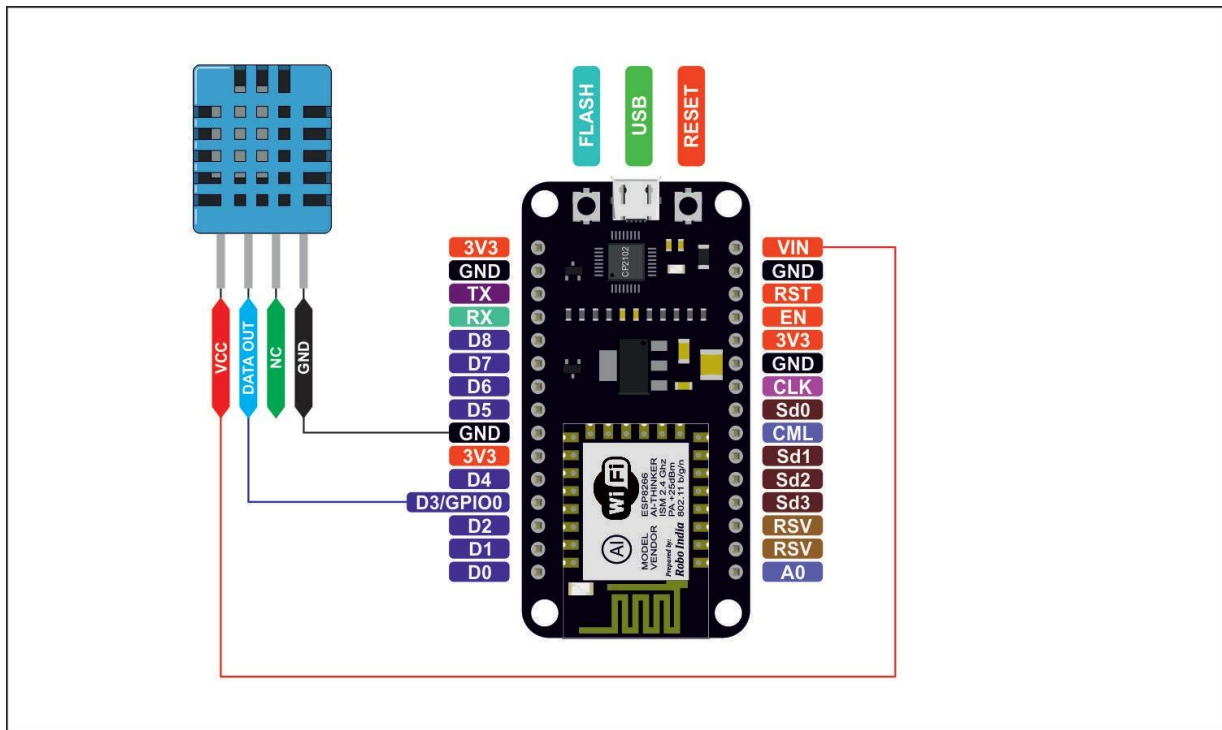 FLASH
USB
RESET
VCC
DATA OUT
NC
GND
3V3
GND
TX
RX
D8
D7
D6
D5
GND
3V3
D4
D3/GPIO0
D2
D1
D0
CP2102
WiFi
AI
MODEL ESP8266
VENDOR AI-THINKER
ISM 2.4 Ghz
PA +25dBm
802.11 b/g/n
Prepared by:
Robo India
VIN
GND
RST
EN
3V3
GND
CLK
Sd0
CML
Sd1
Sd2
Sd3
RSV
RSV
A0